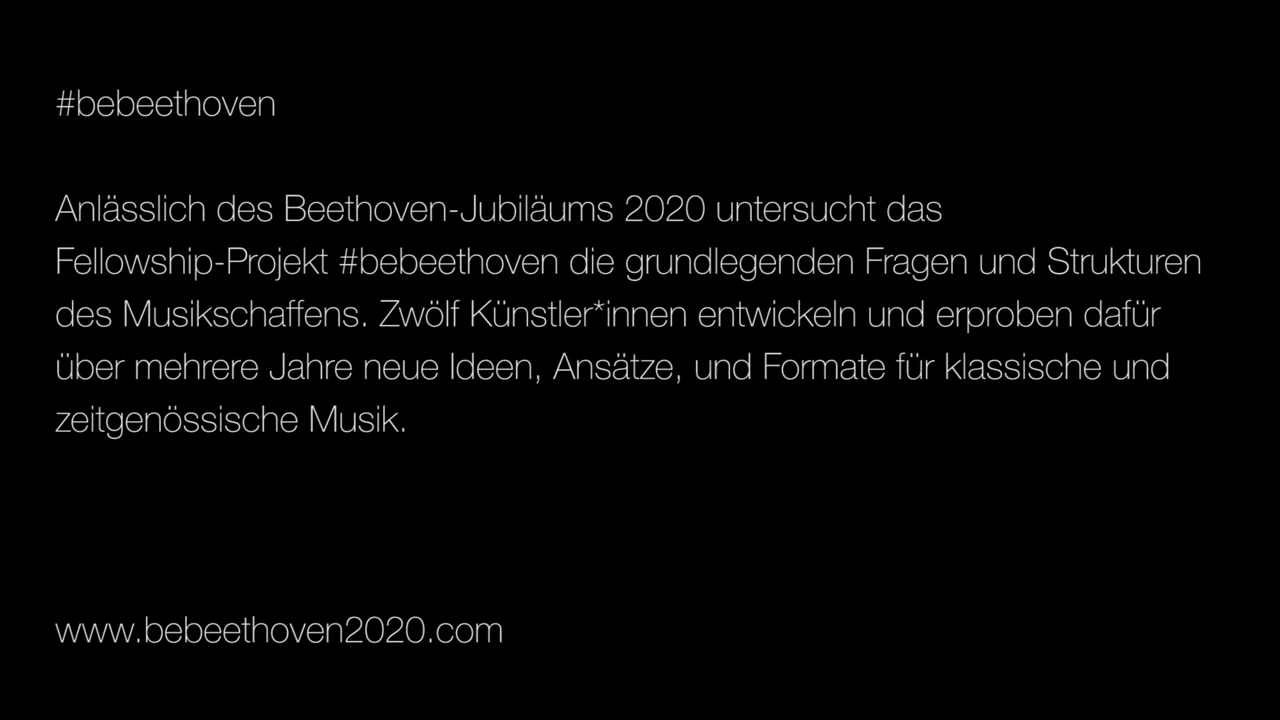 #bebeethoven
Anlässlich des Beethoven-Jubiläums 2020 untersucht das
Fellowship-Projekt #bebeethoven die grundlegenden Fragen und Strukturen
des Musikschaffens. Zwölf Künstler*innen entwickeln und erproben dafür
über mehrere Jahre neue Ideen, Ansätze, und Formate für klassische und
zeitgenössische Musik.
www.bebeethoven2020.com